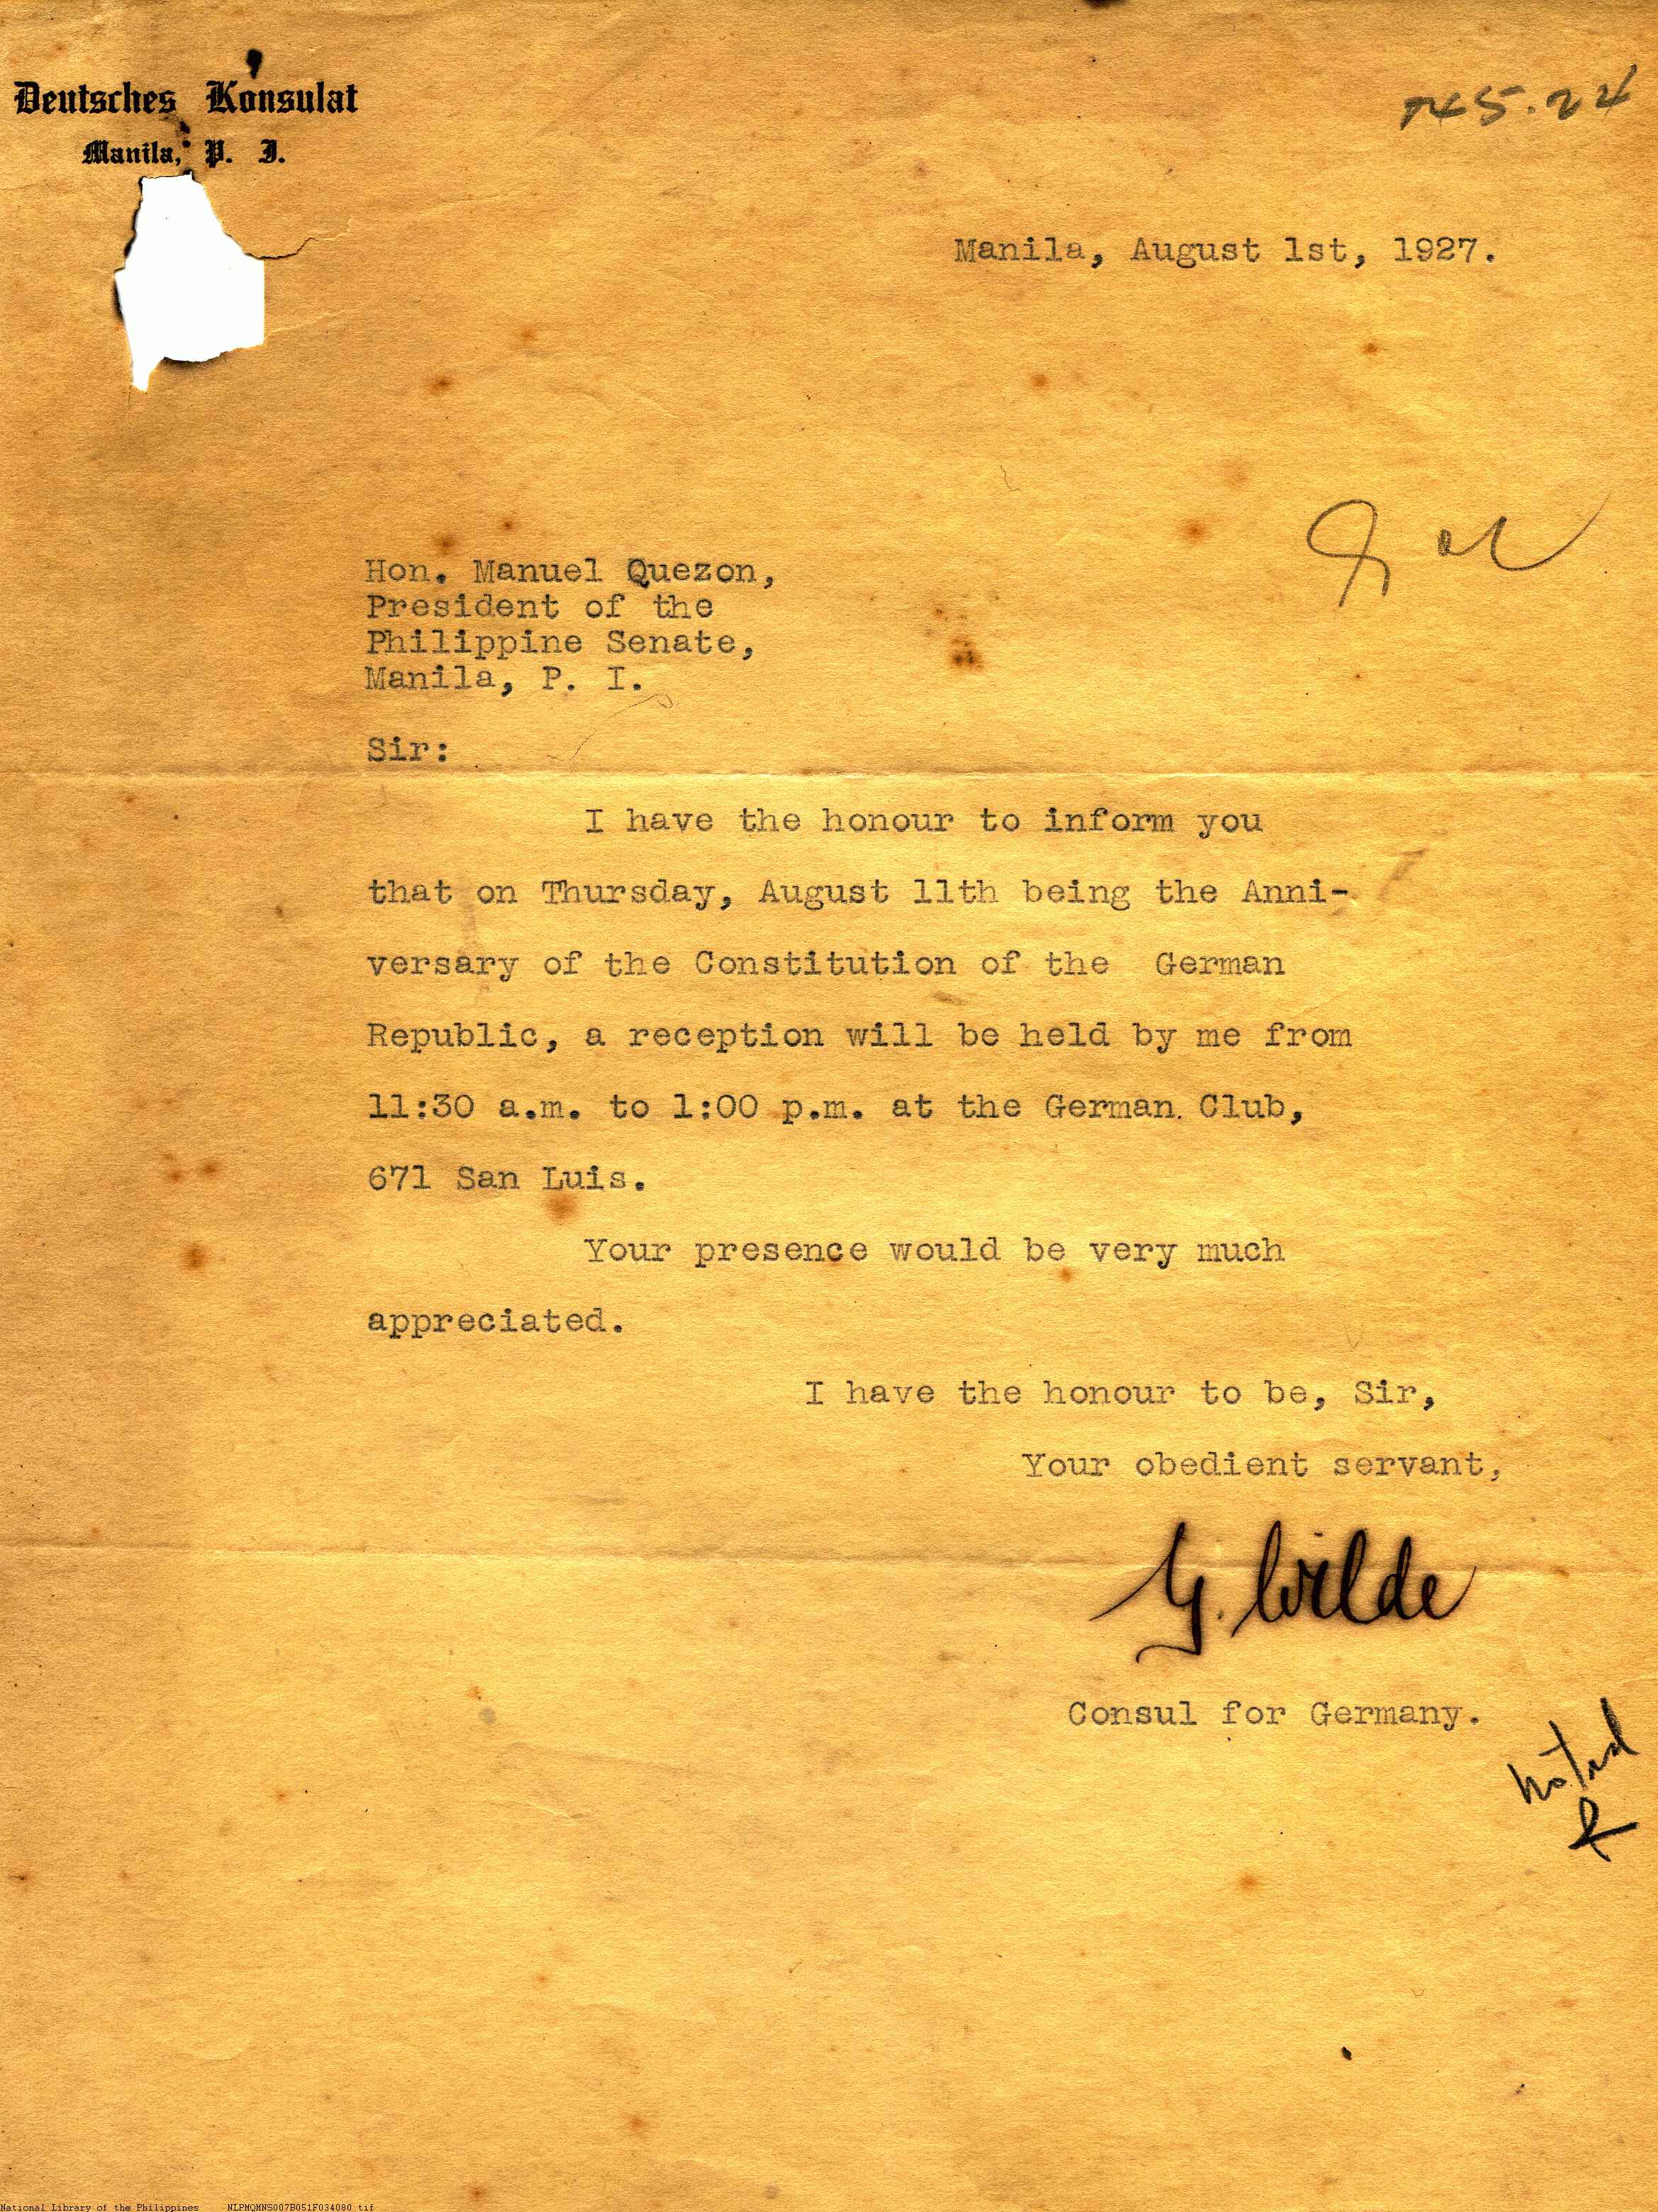 Deutsches Konsulat
Manila, P. I.
Manila, August 1st, 1927.
Hon. Manuel Quezon,
President of the
Philippine Senate,
Manila, P. I.
Sir:
I have the honour to inform you
that on Thursday, August 11th being the Anni-
versary of the Constitution of the German
Republic, a reception will be held by me from
11:30 a.m. to 1:00 p.m. at the German Club,
671 San Luis.
Your presence would be very much
appreciated.
I have the honour to be, Sir,
Your obedient servant,
G. Wilde
Consul for Germany.
Noted
National Library of the Philippines NLPMQMNS007B051F034080.tif